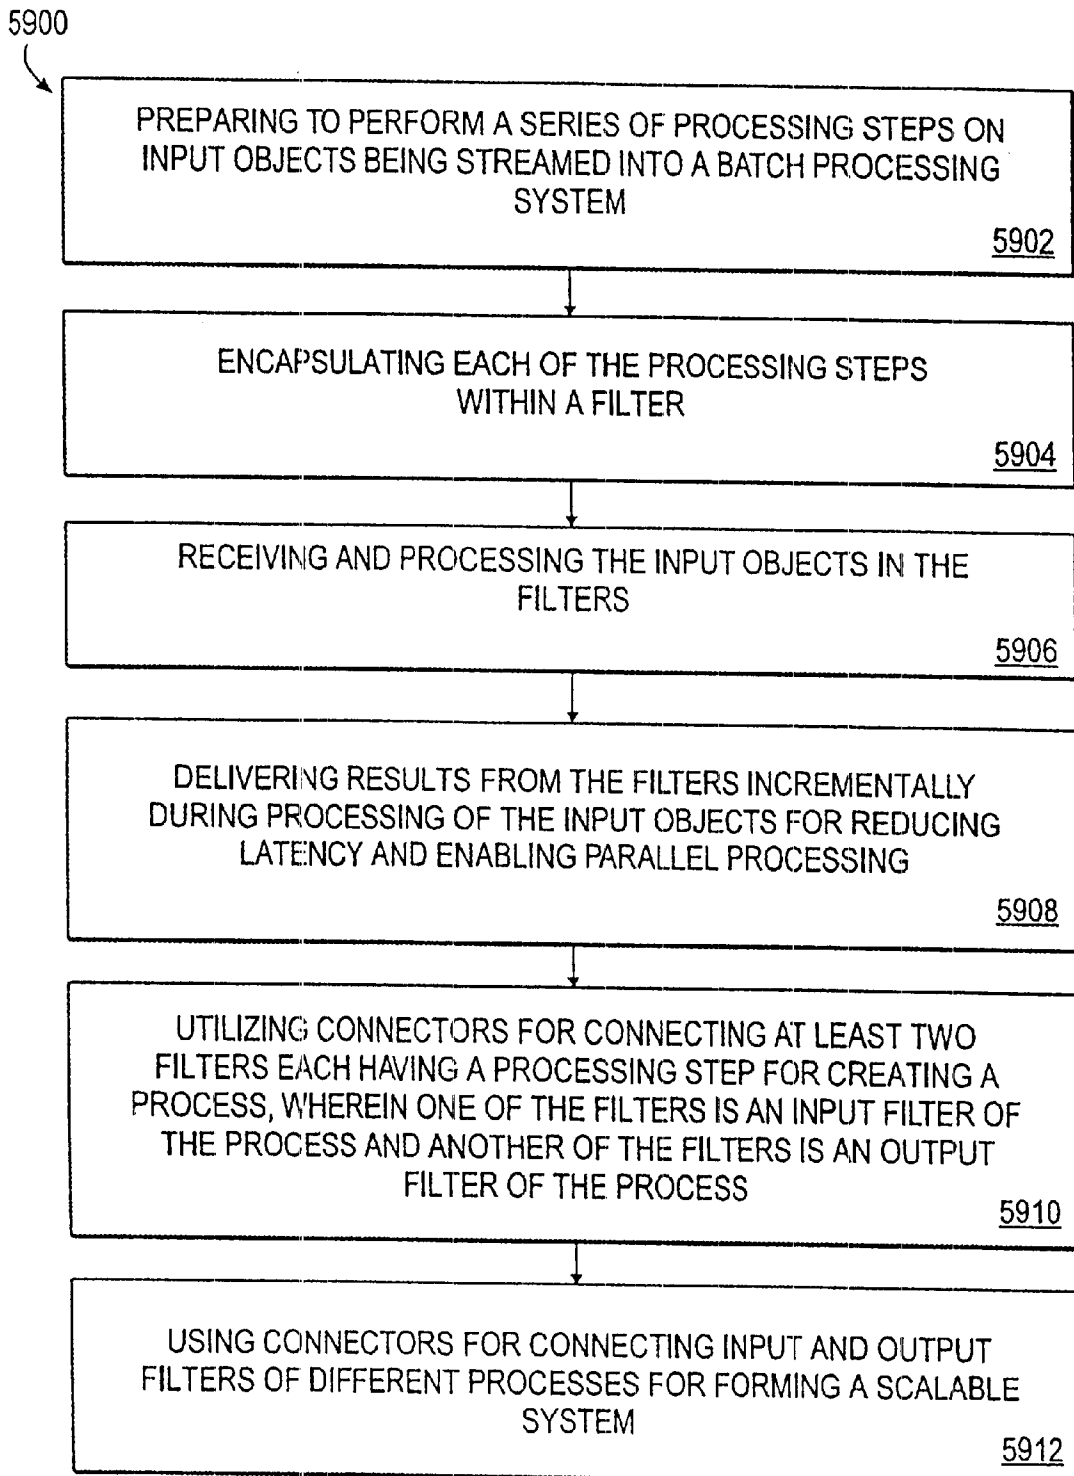 5900
PREPARING TO PERFORM A SERIES OF PROCESSING STEPS ON
INPUT OBJECTS BEING STREAMED INTO A BATCH PROCESSING
SYSTEM
5902
ENCAPSULATING EACH OF THE PROCESSING STEPS
WITHIN A FILTER
5904
RECEIVING AND PROCESSING THE INPUT OBJECTS IN THE
FILTERS
5906
DELIVERING RESULTS FROM THE FILTERS INCREMENTALLY
DURING PROCESSING OF THE INPUT OBJECTS FOR REDUCING
LATENCY AND ENABLING PARALLEL PROCESSING
5908
UTILIZING CONNECTORS FOR CONNECTING AT LEAST TWO
FILTERS EACH HAVING A PROCESSING STEP FOR CREATING A
PROCESS, WHEREIN ONE OF THE FILTERS IS AN INPUT FILTER OF
THE PROCESS AND ANOTHER OF THE FILTERS IS AN OUTPUT
FILTER OF THE PROCESS
5910
USING CONNECTORS FOR CONNECTING INPUT AND OUTPUT
FILTERS OF DIFFERENT PROCESSES FOR FORMING A SCALABLE
SYSTEM
5912